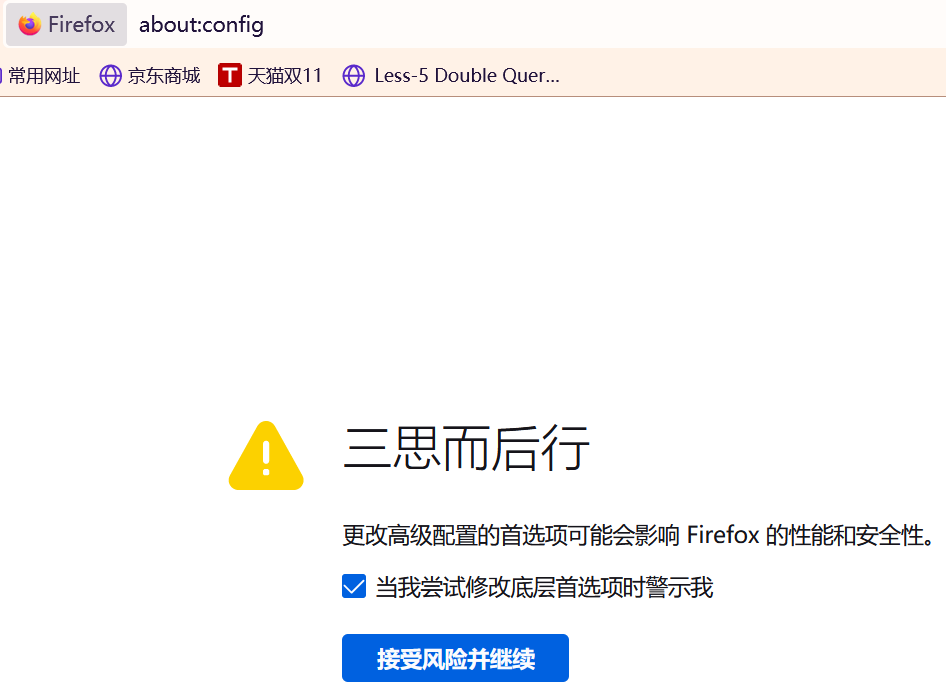 Firefox about:config
常用网址 京东商城 天猫双11 Less-5 Double Quer...
三思而后行
更改高级配置的首选项可能会影响 Firefox 的性能和安全性。
当我尝试修改底层首选项时警示我
接受风险并继续